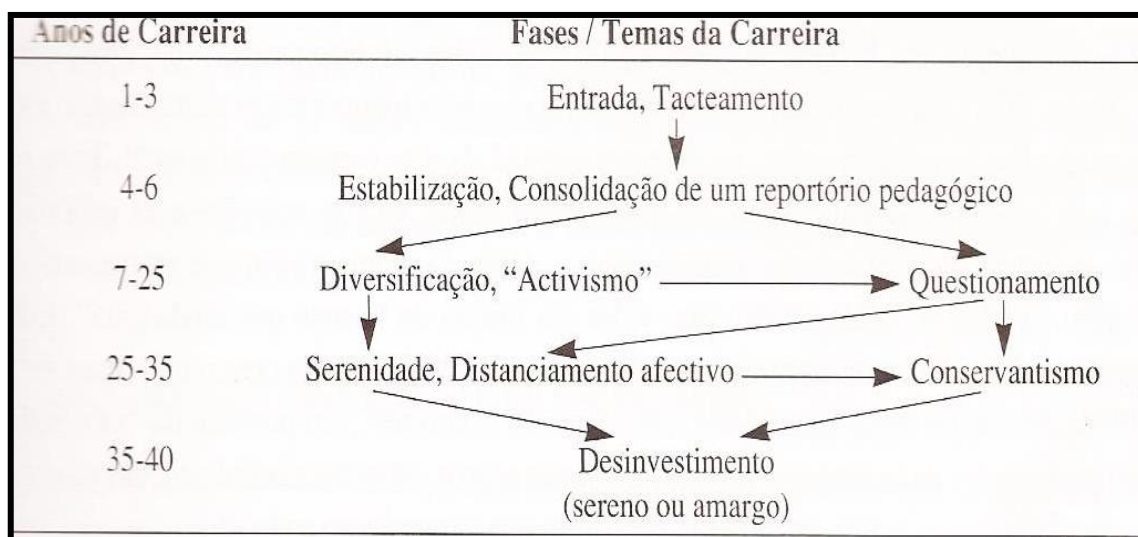 Anos de Carreira Fases / Temas da Carreira
1-3 Entrada, Tacteamento
4-6 Estabilização, Consolidação de um reportório pedagógico
7-25 Diversificação, “Activismo” Questionamento
25-35 Serenidade, Distanciamento afectivo Conservantismo
35-40 Desinvestimento
(sereno ou amargo)